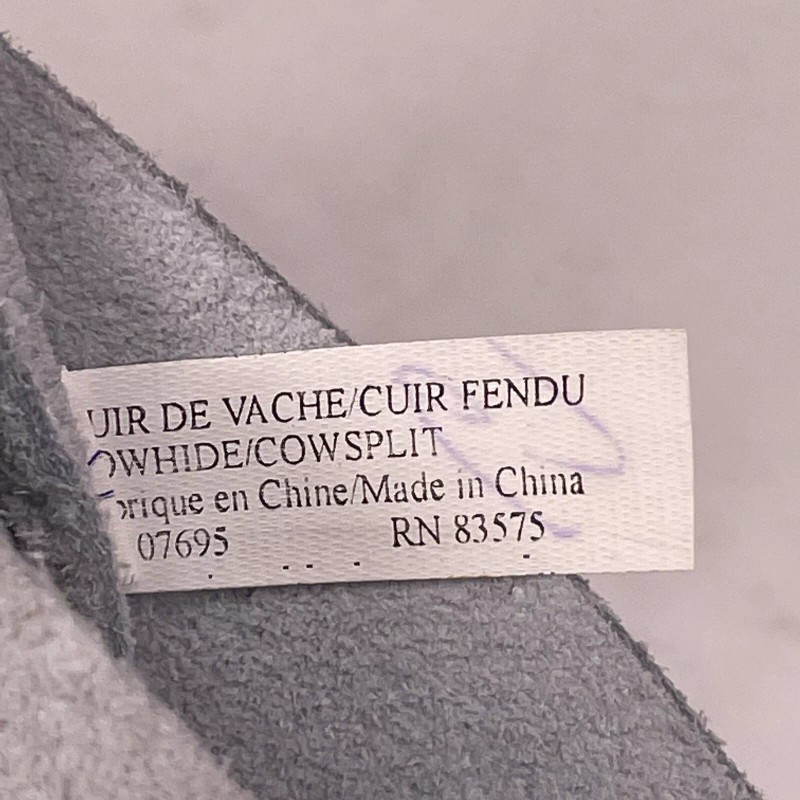 UIR DE VACHE/CUIR FENDU
OWHIDE/COWSPLIT
brique en Chine/Made in China
07695 RN 83575